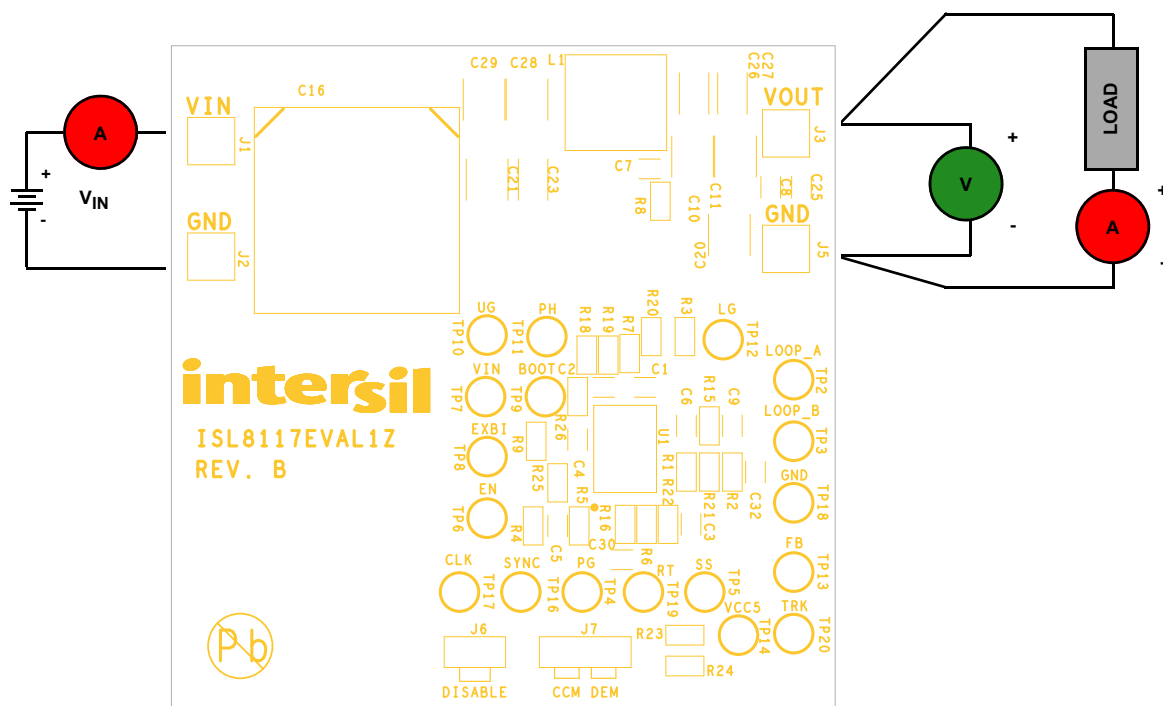 C29 C28 L1 C26 C27
C16
VIN J1
VOUT J3
A
+
VIN
-
GND J2
C21 C23
C7
R8
C10 C11
C8 C25
C20
GND J5
+
V
-
LOAD
+
A
-
UG TP10
PH TP11
R18 R19 R7 R20 R3
LG TP12
LOOP_A TP2
VIN TP7
BOOT TP9
C2
C1
intersil
ISL8117EVAL1Z
REV. B
EXBI TP8
R9 R26
C4
U1
C6 R15 C9
LOOP_B TP3
R25
R5
R1 R22
R21 R2 C32
GND TP18
EN TP6
R4
C5
R16
C30
R6
C3
FB TP13
CLK TP17
SYNC TP16
PG TP4
RT TP19
SS TP5
VCC5 TP14
TRK TP20
Pb
J6
DISABLE
J7
CCM DEM
R23
R24